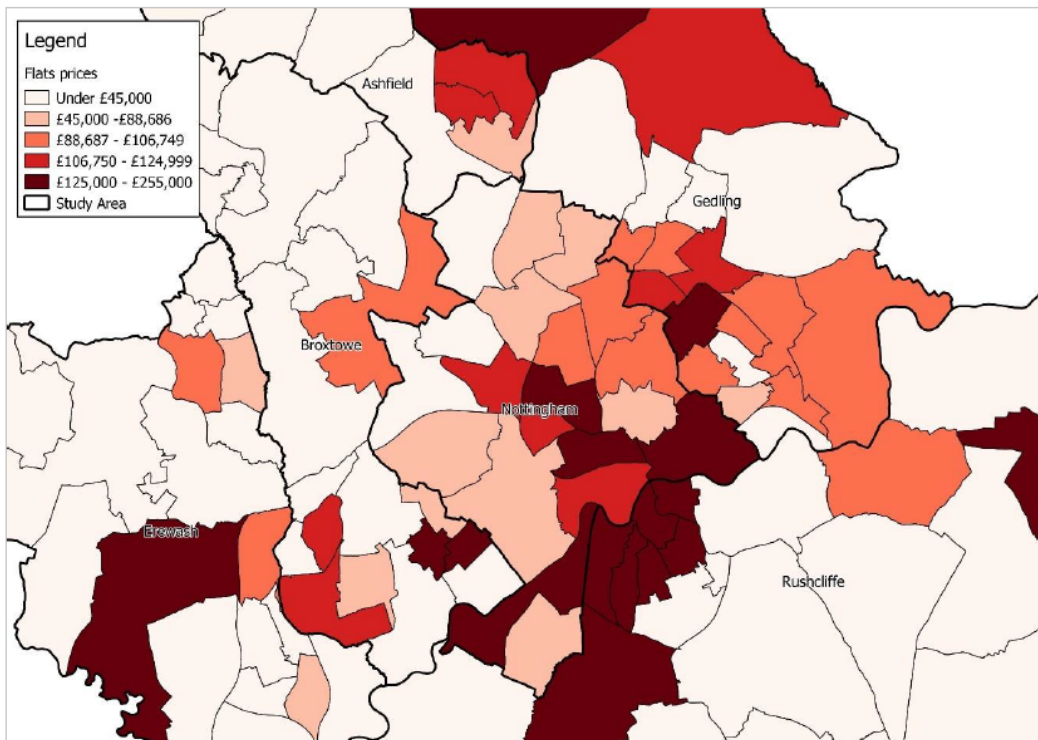 Legend
Flats prices
Under £45,000
£45,000 -£88,686
£88,687 - £106,749
£106,750 - £124,999
£125,000 - £255,000
Study Area
Ashfield
Gedling
Broxtowe
Nottingham
Erewash
Rushcliffe